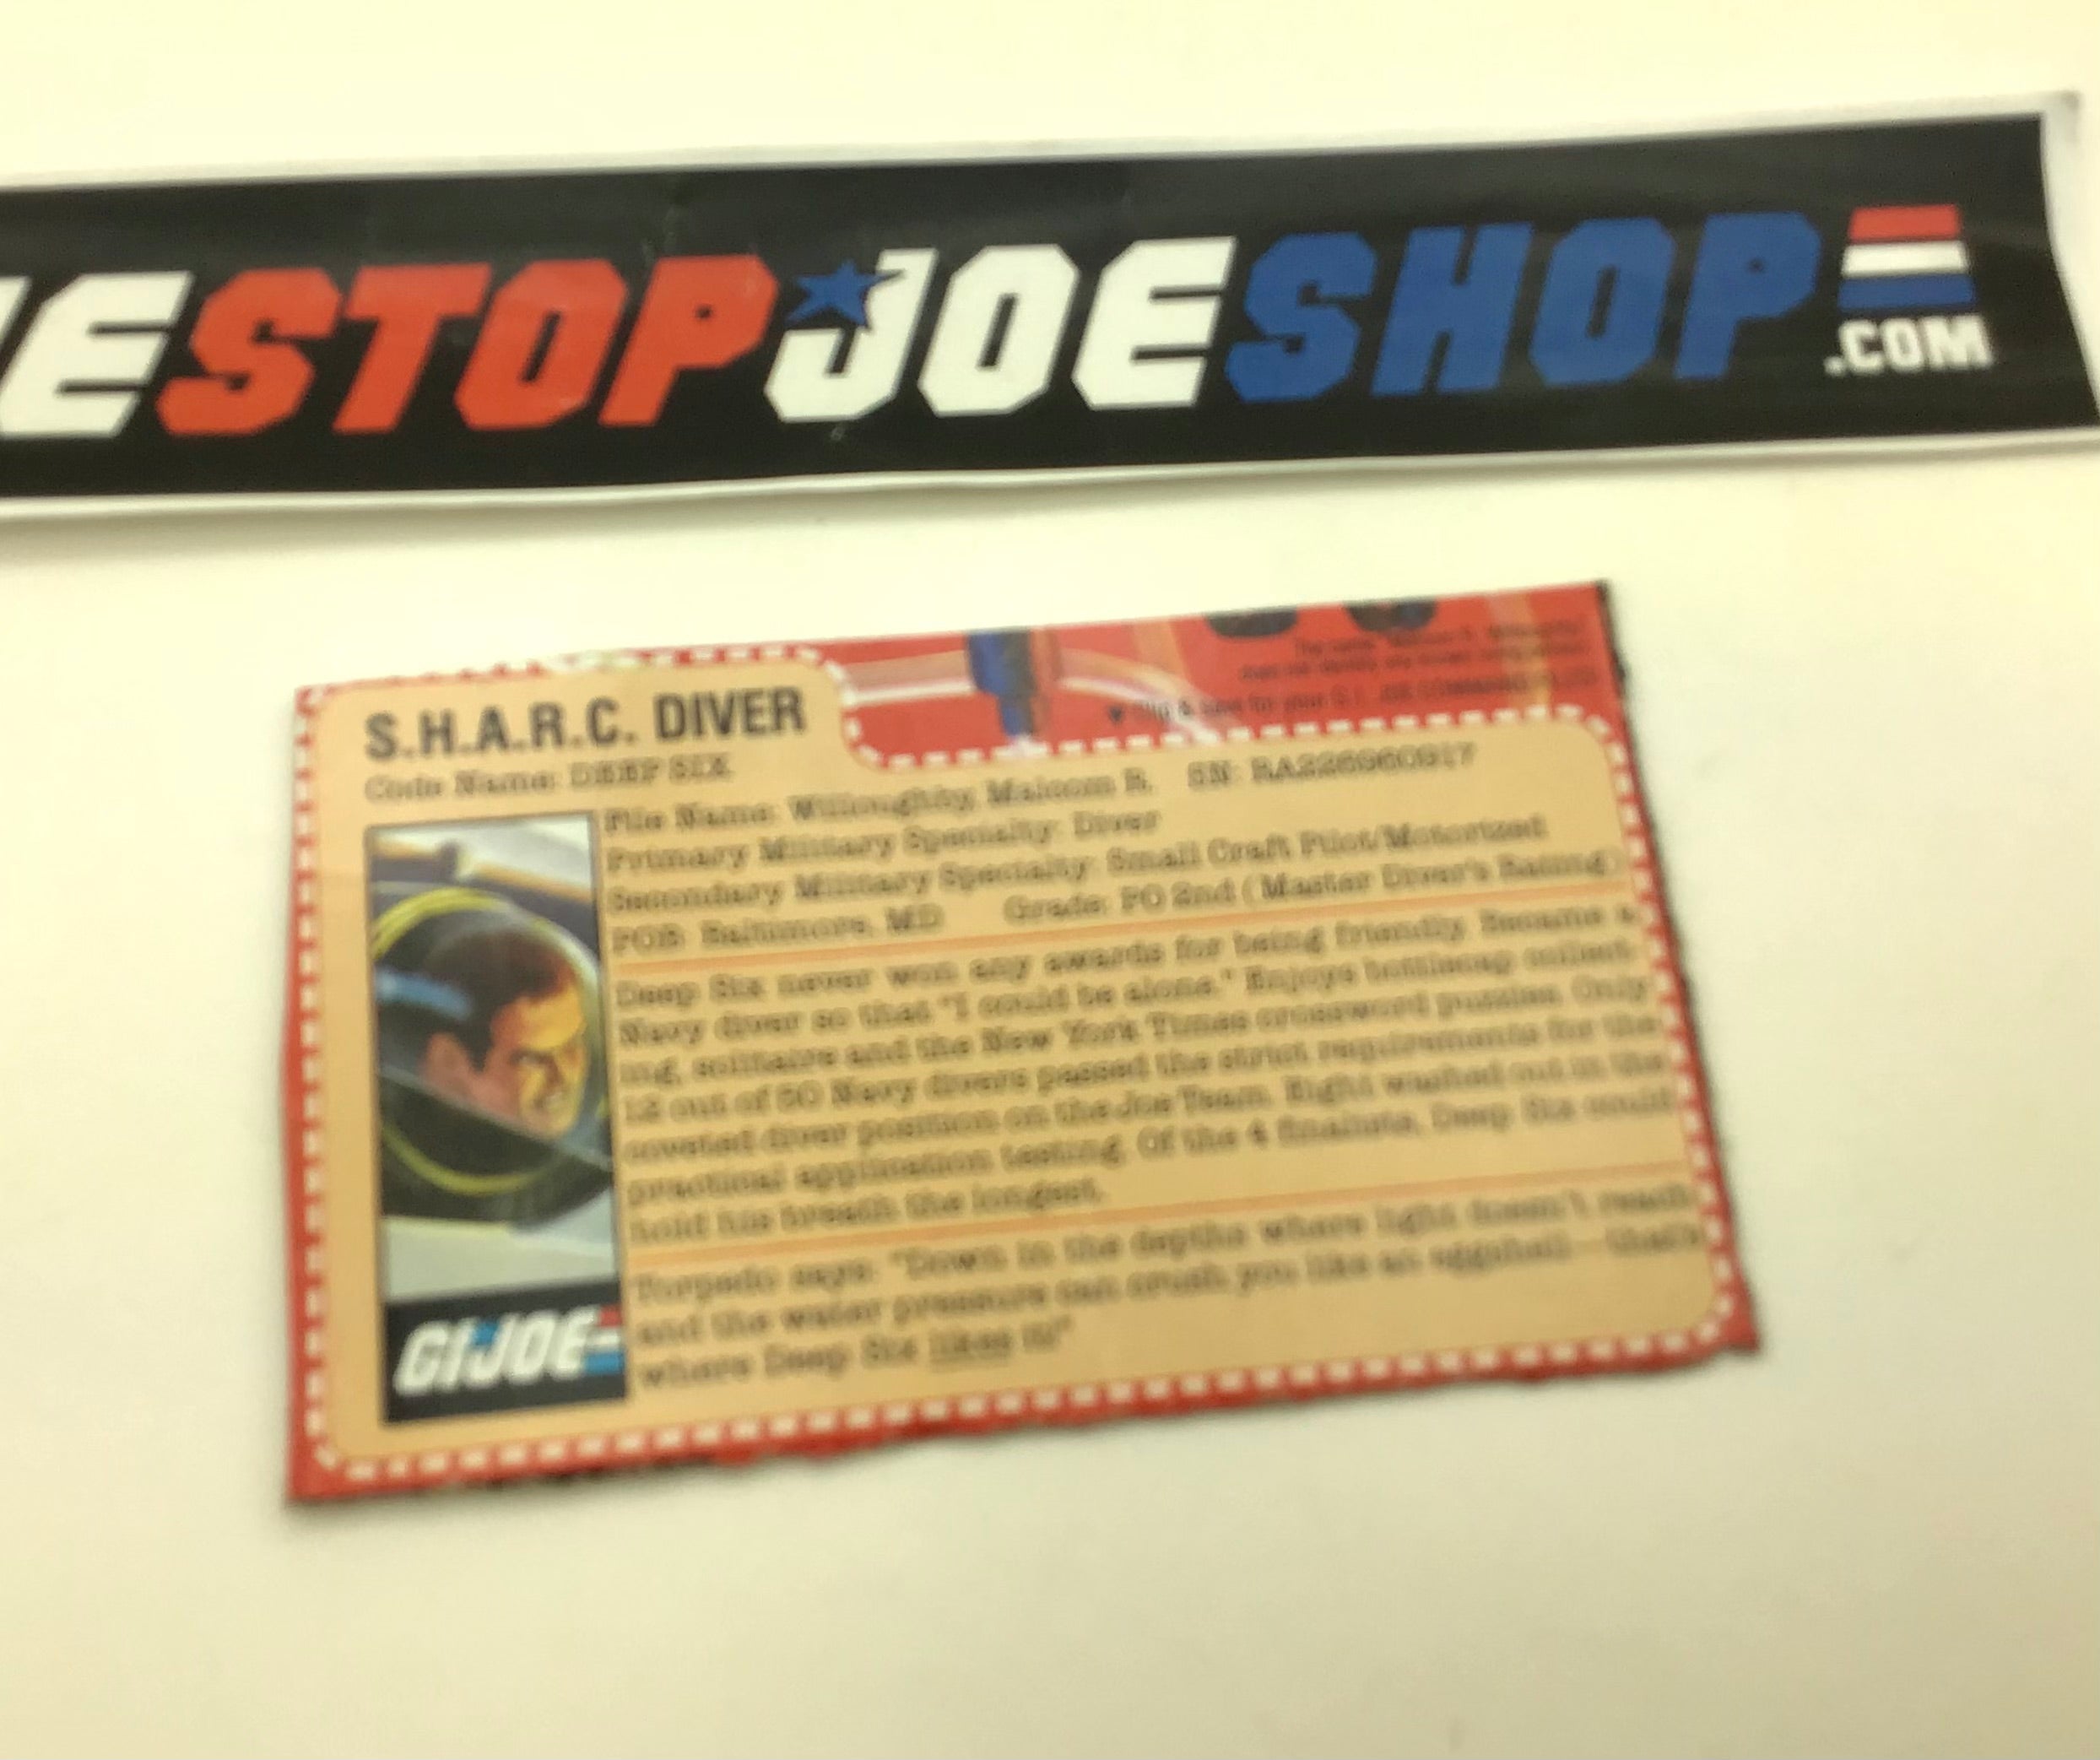 E STOP JOE SHOP
.COM
S.H.A.R.C. DIVER
Code Name: DEEP SIX
File Name: Willoughby, Malcom R. SN: RA226960917
Primary Military Specialty: Diver
Secondary Military Specialty: Small Craft Pilot/Motorized
POB: Baltimore, MD Grade: PO 2nd (Master Diver's Rating)
Deep Six never won any awards for being friendly. Became a
Navy diver so that "I could be alone." Enjoys bottlecap collect-
ing, solitaire and the New York Times crossword puzzles. Only
12 out of 50 Navy divers passed the strict requirements for the
coveted diver position on the Joe Team. Eight washed out in the
practical application testing. Of the 4 finalists, Deep Six could
hold his breath the longest.
Torpedo says: "Down in the depths where light doesn't reach
and the water pressure can crush you like an eggshell—that's
where Deep Six likes it!"
GI JOE